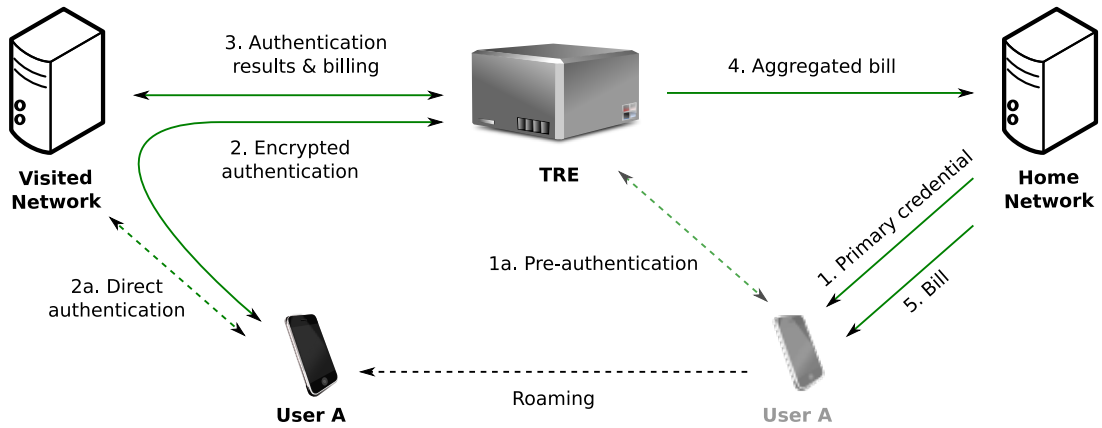 3. Authentication
results & billing
4. Aggregated bill
2. Encrypted
authentication
Visited
Network
TRE
Home
Network
1. Primary credential
1a. Pre-authentication
2a. Direct
authentication
5. Bill
Roaming
User A
User A